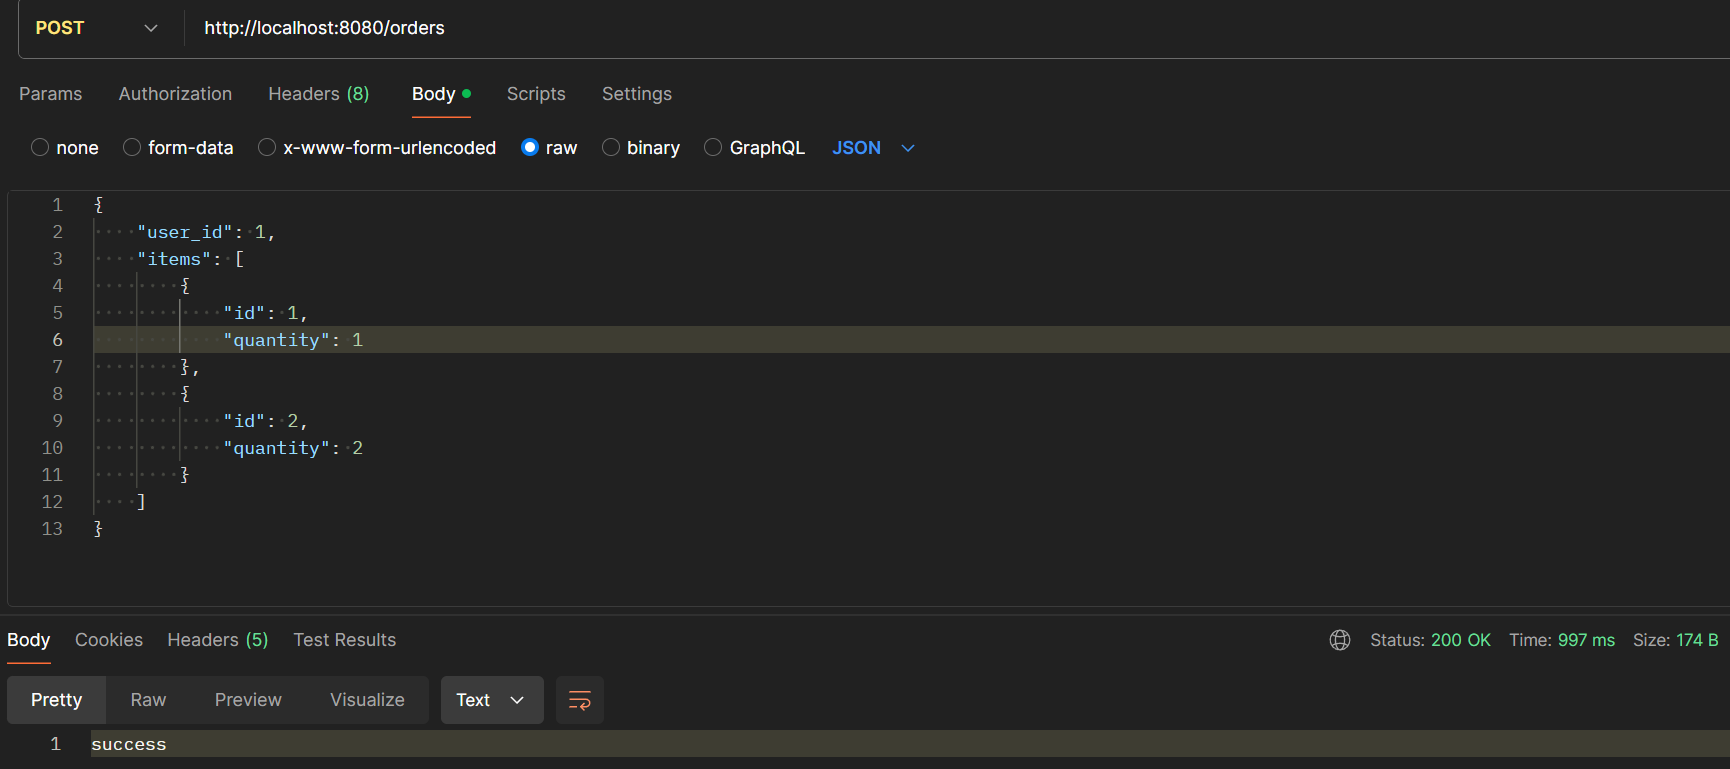 POST http://localhost:8080/orders
Params Authorization Headers (8) Body Scripts Settings
none form-data x-www-form-urlencoded raw binary GraphQL JSON
1 {
2 "user_id": 1,
3 "items": [
4 {
5 "id": 1,
6 "quantity": 1
7 },
8 {
9 "id": 2,
10 "quantity": 2
11 }
12 ]
13 }
Body Cookies Headers (5) Test Results Status: 200 OK Time: 997 ms Size: 174 B
Pretty Raw Preview Visualize Text
1 success